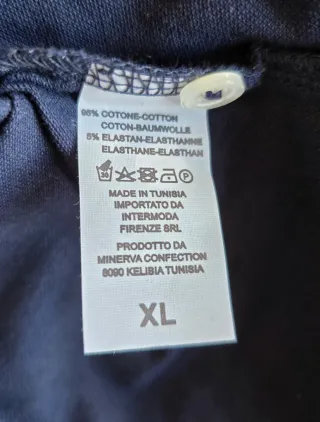 95% COTONE-COTTON
COTON-BAUMWOLLE
5% ELASTAN-ELASTHANNE
ELASTHANE-ELASTHAN
30 P
MADE IN TUNISIA
IMPORTATO DA
INTERMODA
FIRENZE SRL
PRODOTTO DA
MINERVA CONFECTION
8090 KELIBIA TUNISIA
XL